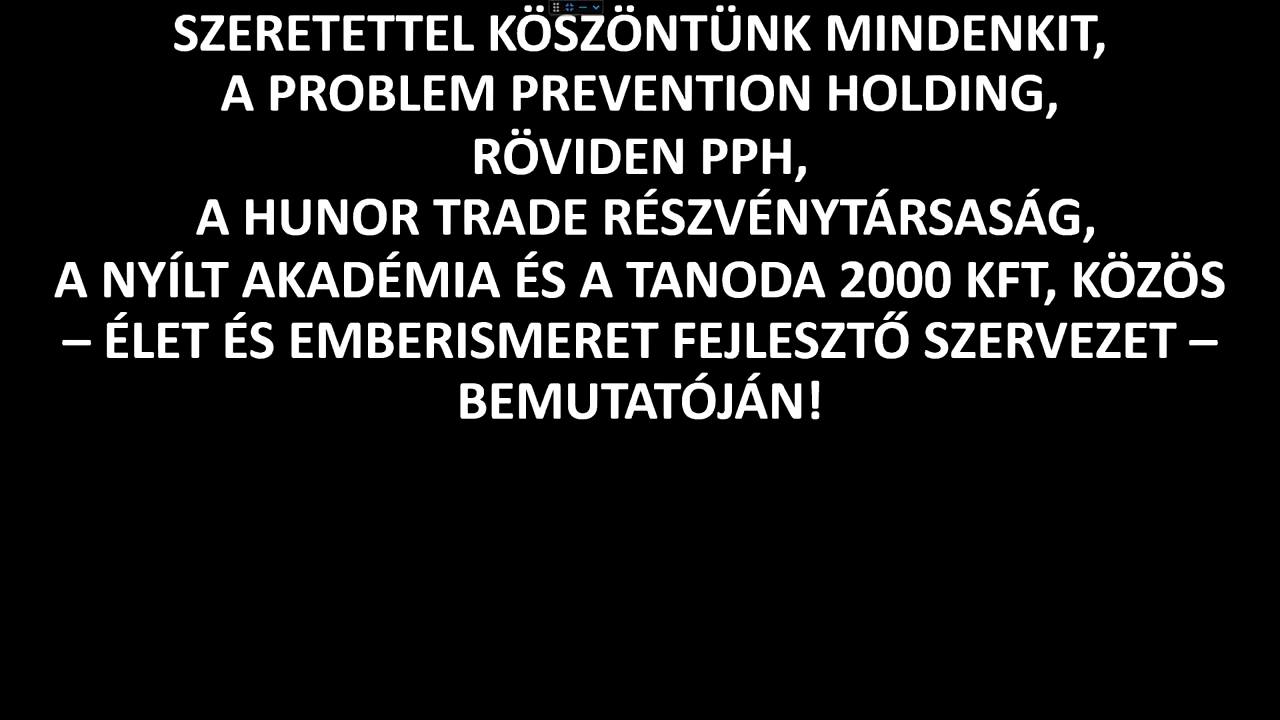 SZERETETTEL KÖSZÖNTÜNK MINDENKIT,
A PROBLEM PREVENTION HOLDING,
RÖVIDEN PPH,
A HUNOR TRADE RÉSZVÉNYTÁRSASÁG,
A NYÍLT AKADÉMIA ÉS A TANODA 2000 KFT, KÖZÖS
– ÉLET ÉS EMBERISMERET FEJLESZTŐ SZERVEZET –
BEMUTATÓJÁN!